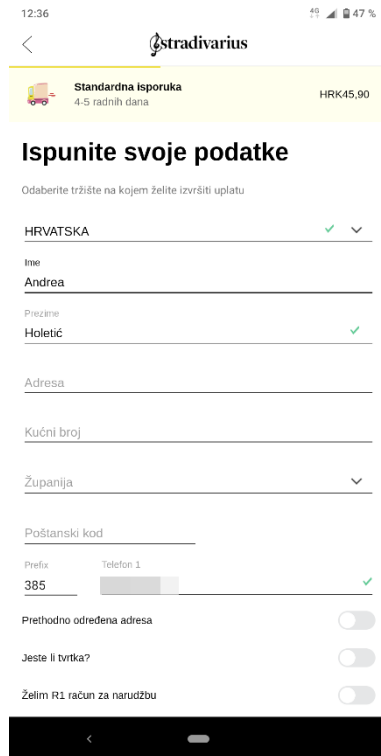 12:36
4G 47 %
stradivarius
Standardna isporuka
4-5 radnih dana
HRK45,90
Ispunite svoje podatke
Odaberite tržište na kojem želite izvršiti uplatu
HRVATSKA
Ime
Andrea
Prezime
Holetić
Adresa
Kućni broj
Županija
Poštanski kod
Prefix
Telefon 1
385
Prethodno određena adresa
Jeste li tvrtka?
Želim R1 račun za narudžbu